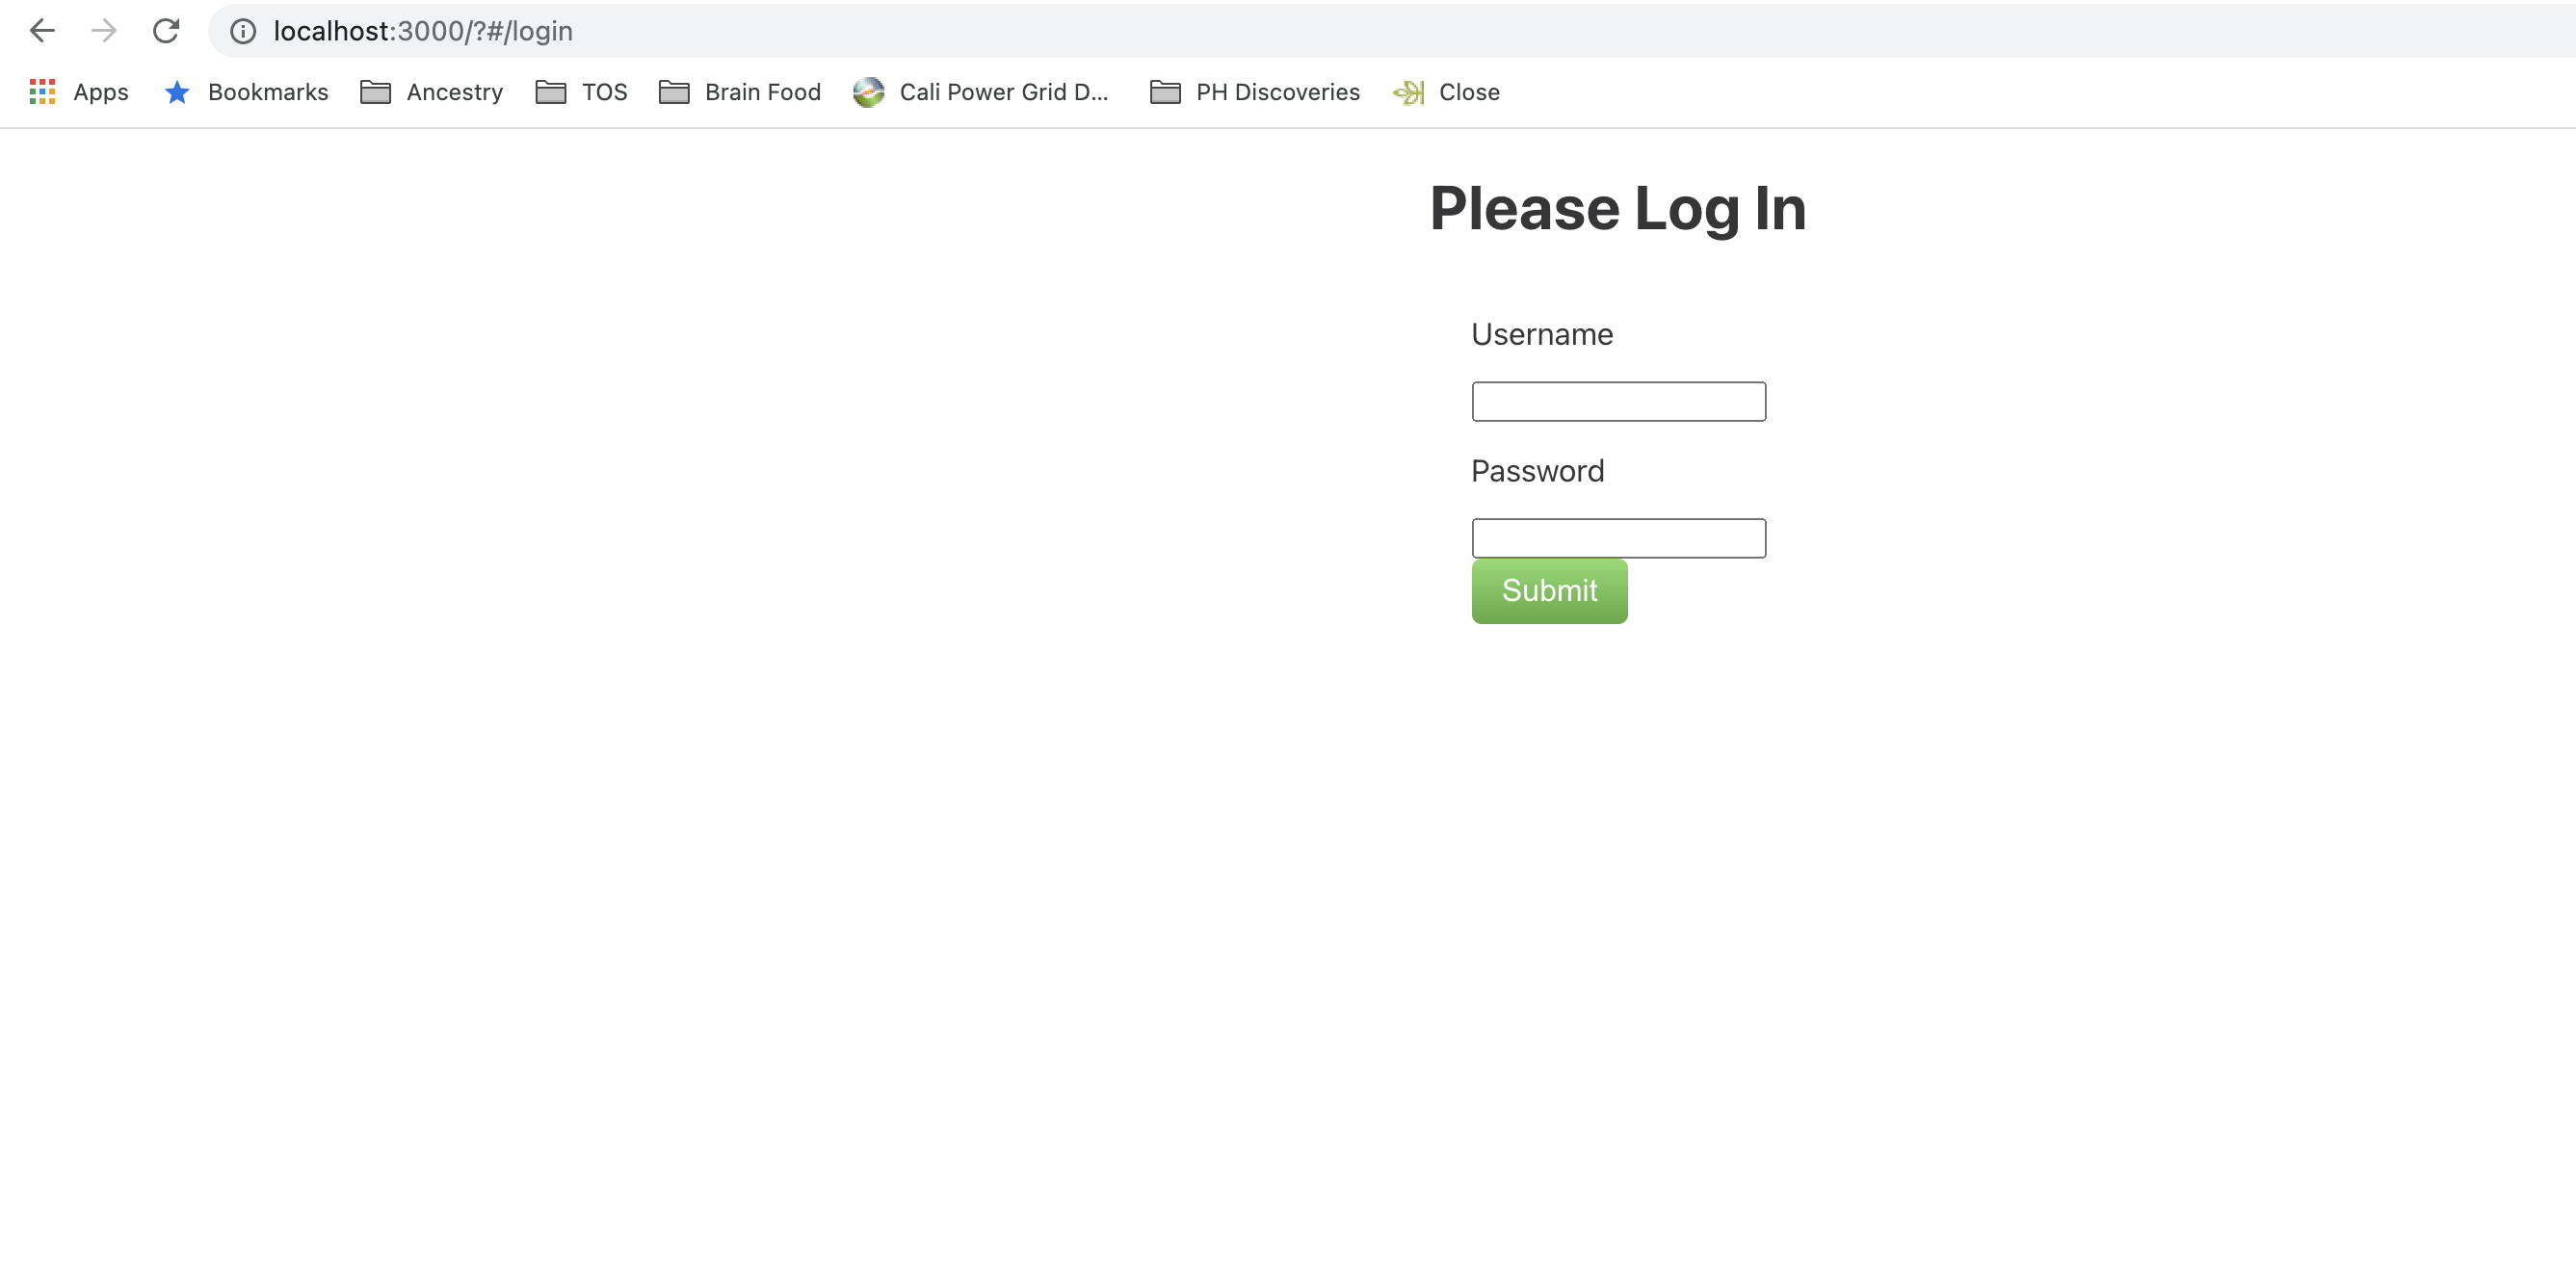 localhost:3000/?#/login
Apps Bookmarks Ancestry TOS Brain Food Cali Power Grid D... PH Discoveries Close
Please Log In
Username
Password
Submit